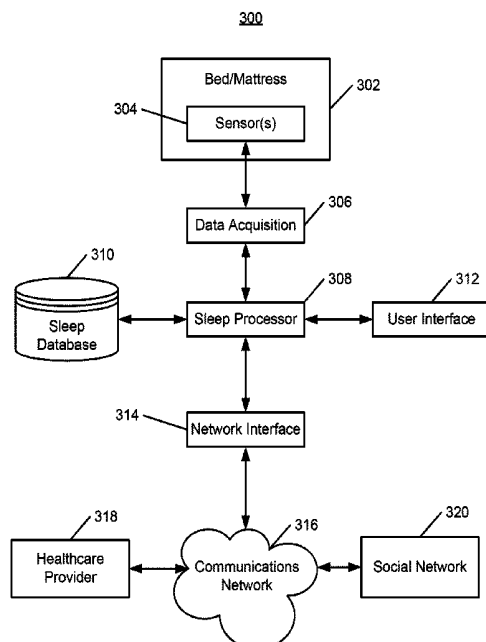 300
Bed/Mattress
302
304
Sensor(s)
306
Data Acquisition
310
308
312
Sleep
Database
Sleep Processor
User Interface
314
Network Interface
318
316
320
Healthcare
Provider
Communications
Network
Social Network